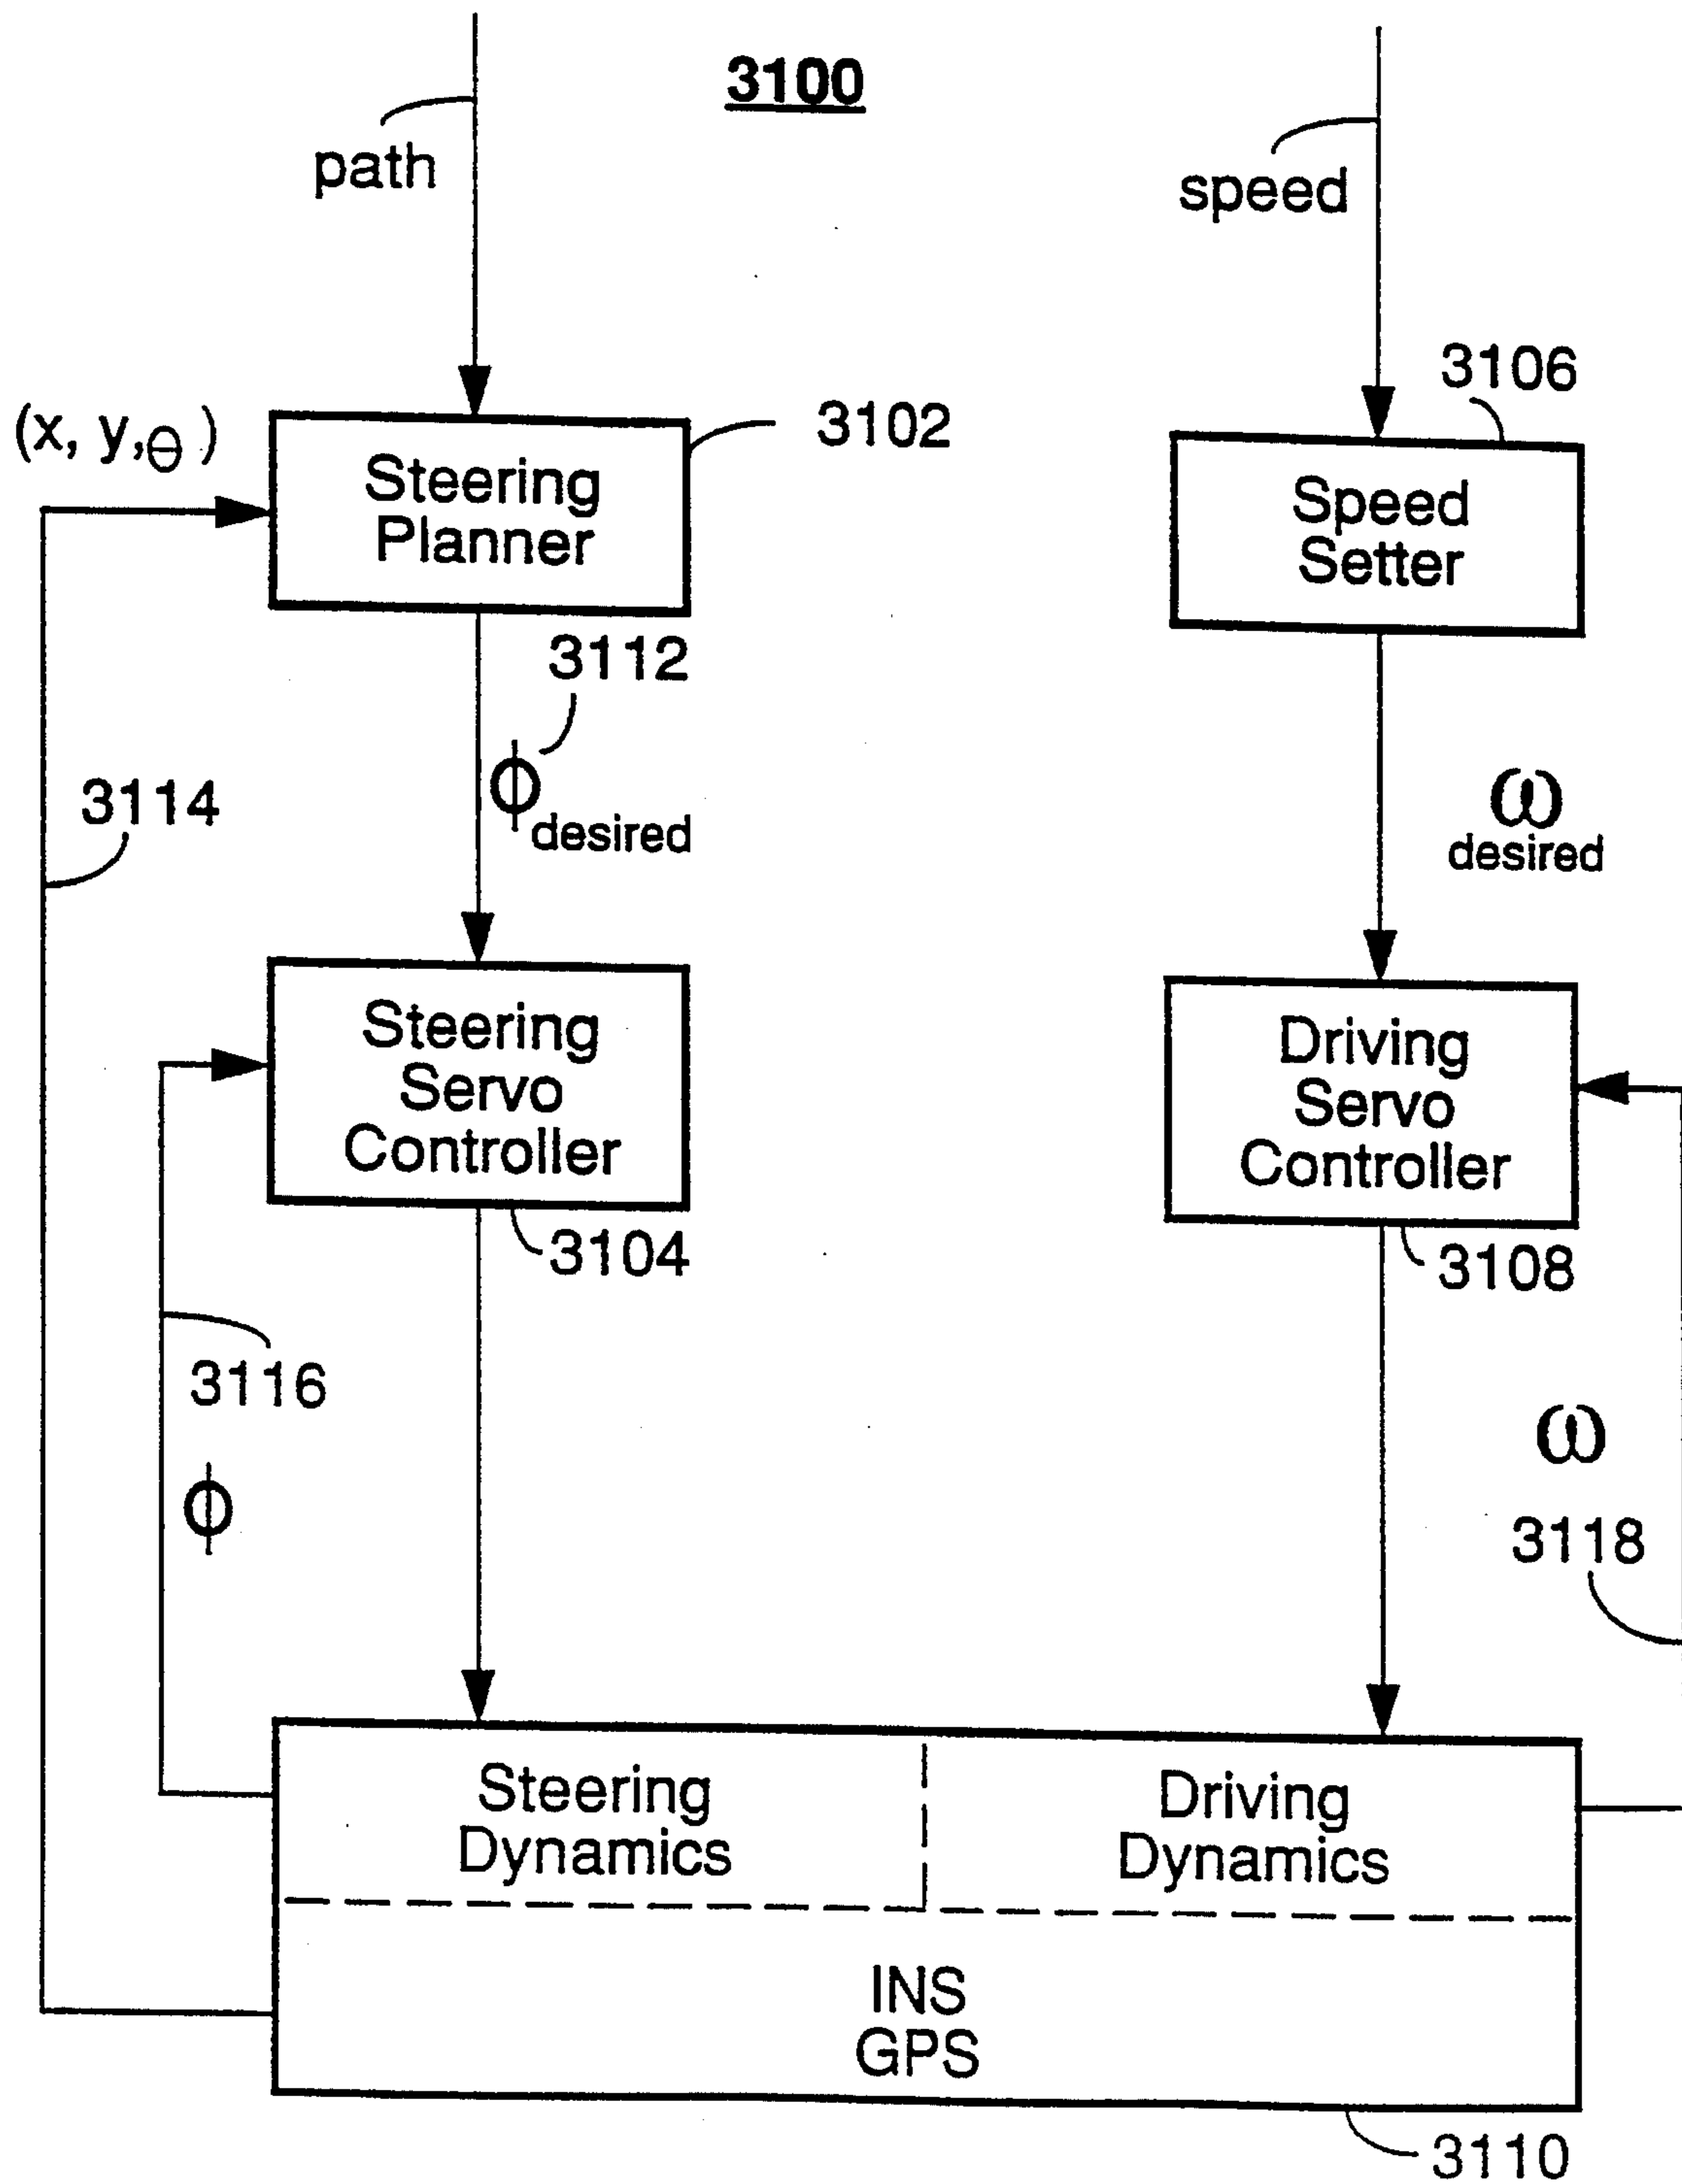 3100
path
speed
3106
(x, y, θ)
3102
Steering
Planner
Speed
Setter
3112
3114
ϕ
desired
ω
desired
Steering
Servo
Controller
Driving
Servo
Controller
3104
3108
3116
ϕ
ω
3118
Steering
Dynamics
Driving
Dynamics
INS
GPS
3110